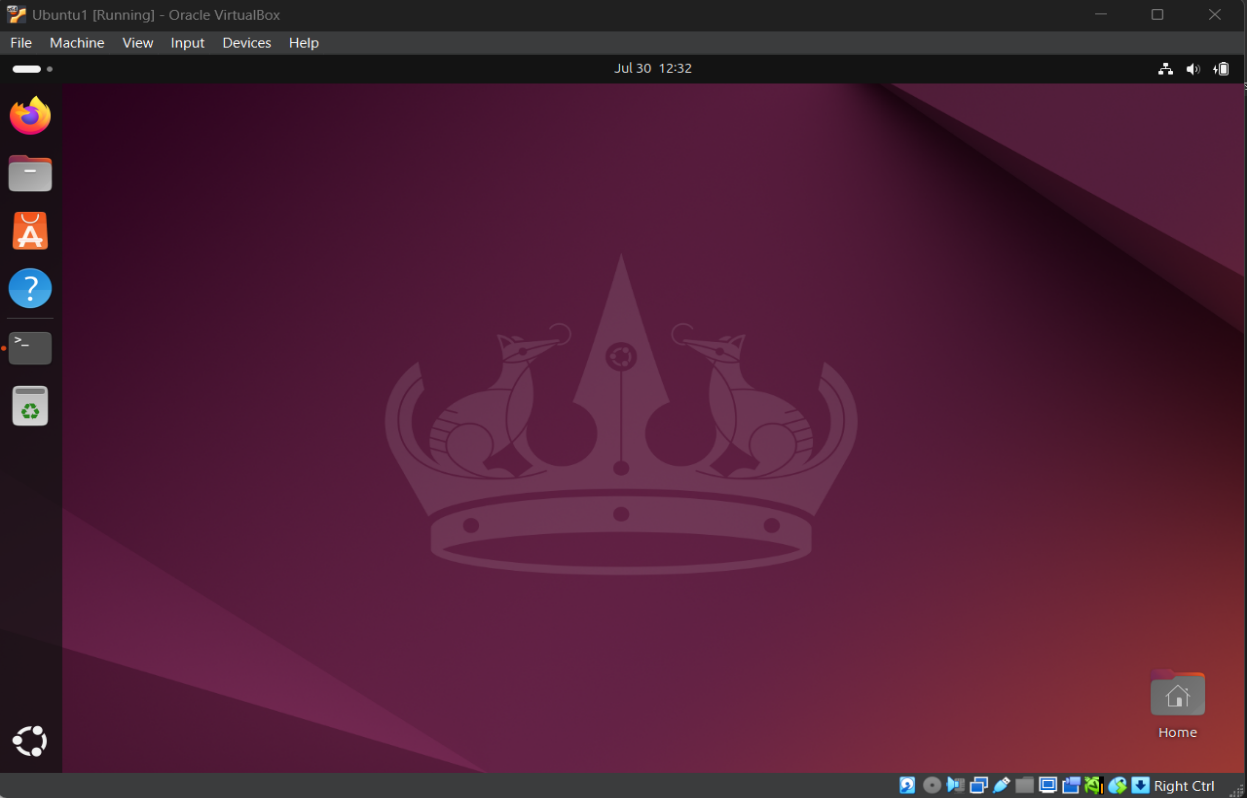 Ubuntu1 [Running] - Oracle VirtualBox
File Machine View Input Devices Help
Jul 30 12:32
?
>_
Home
Right Ctrl